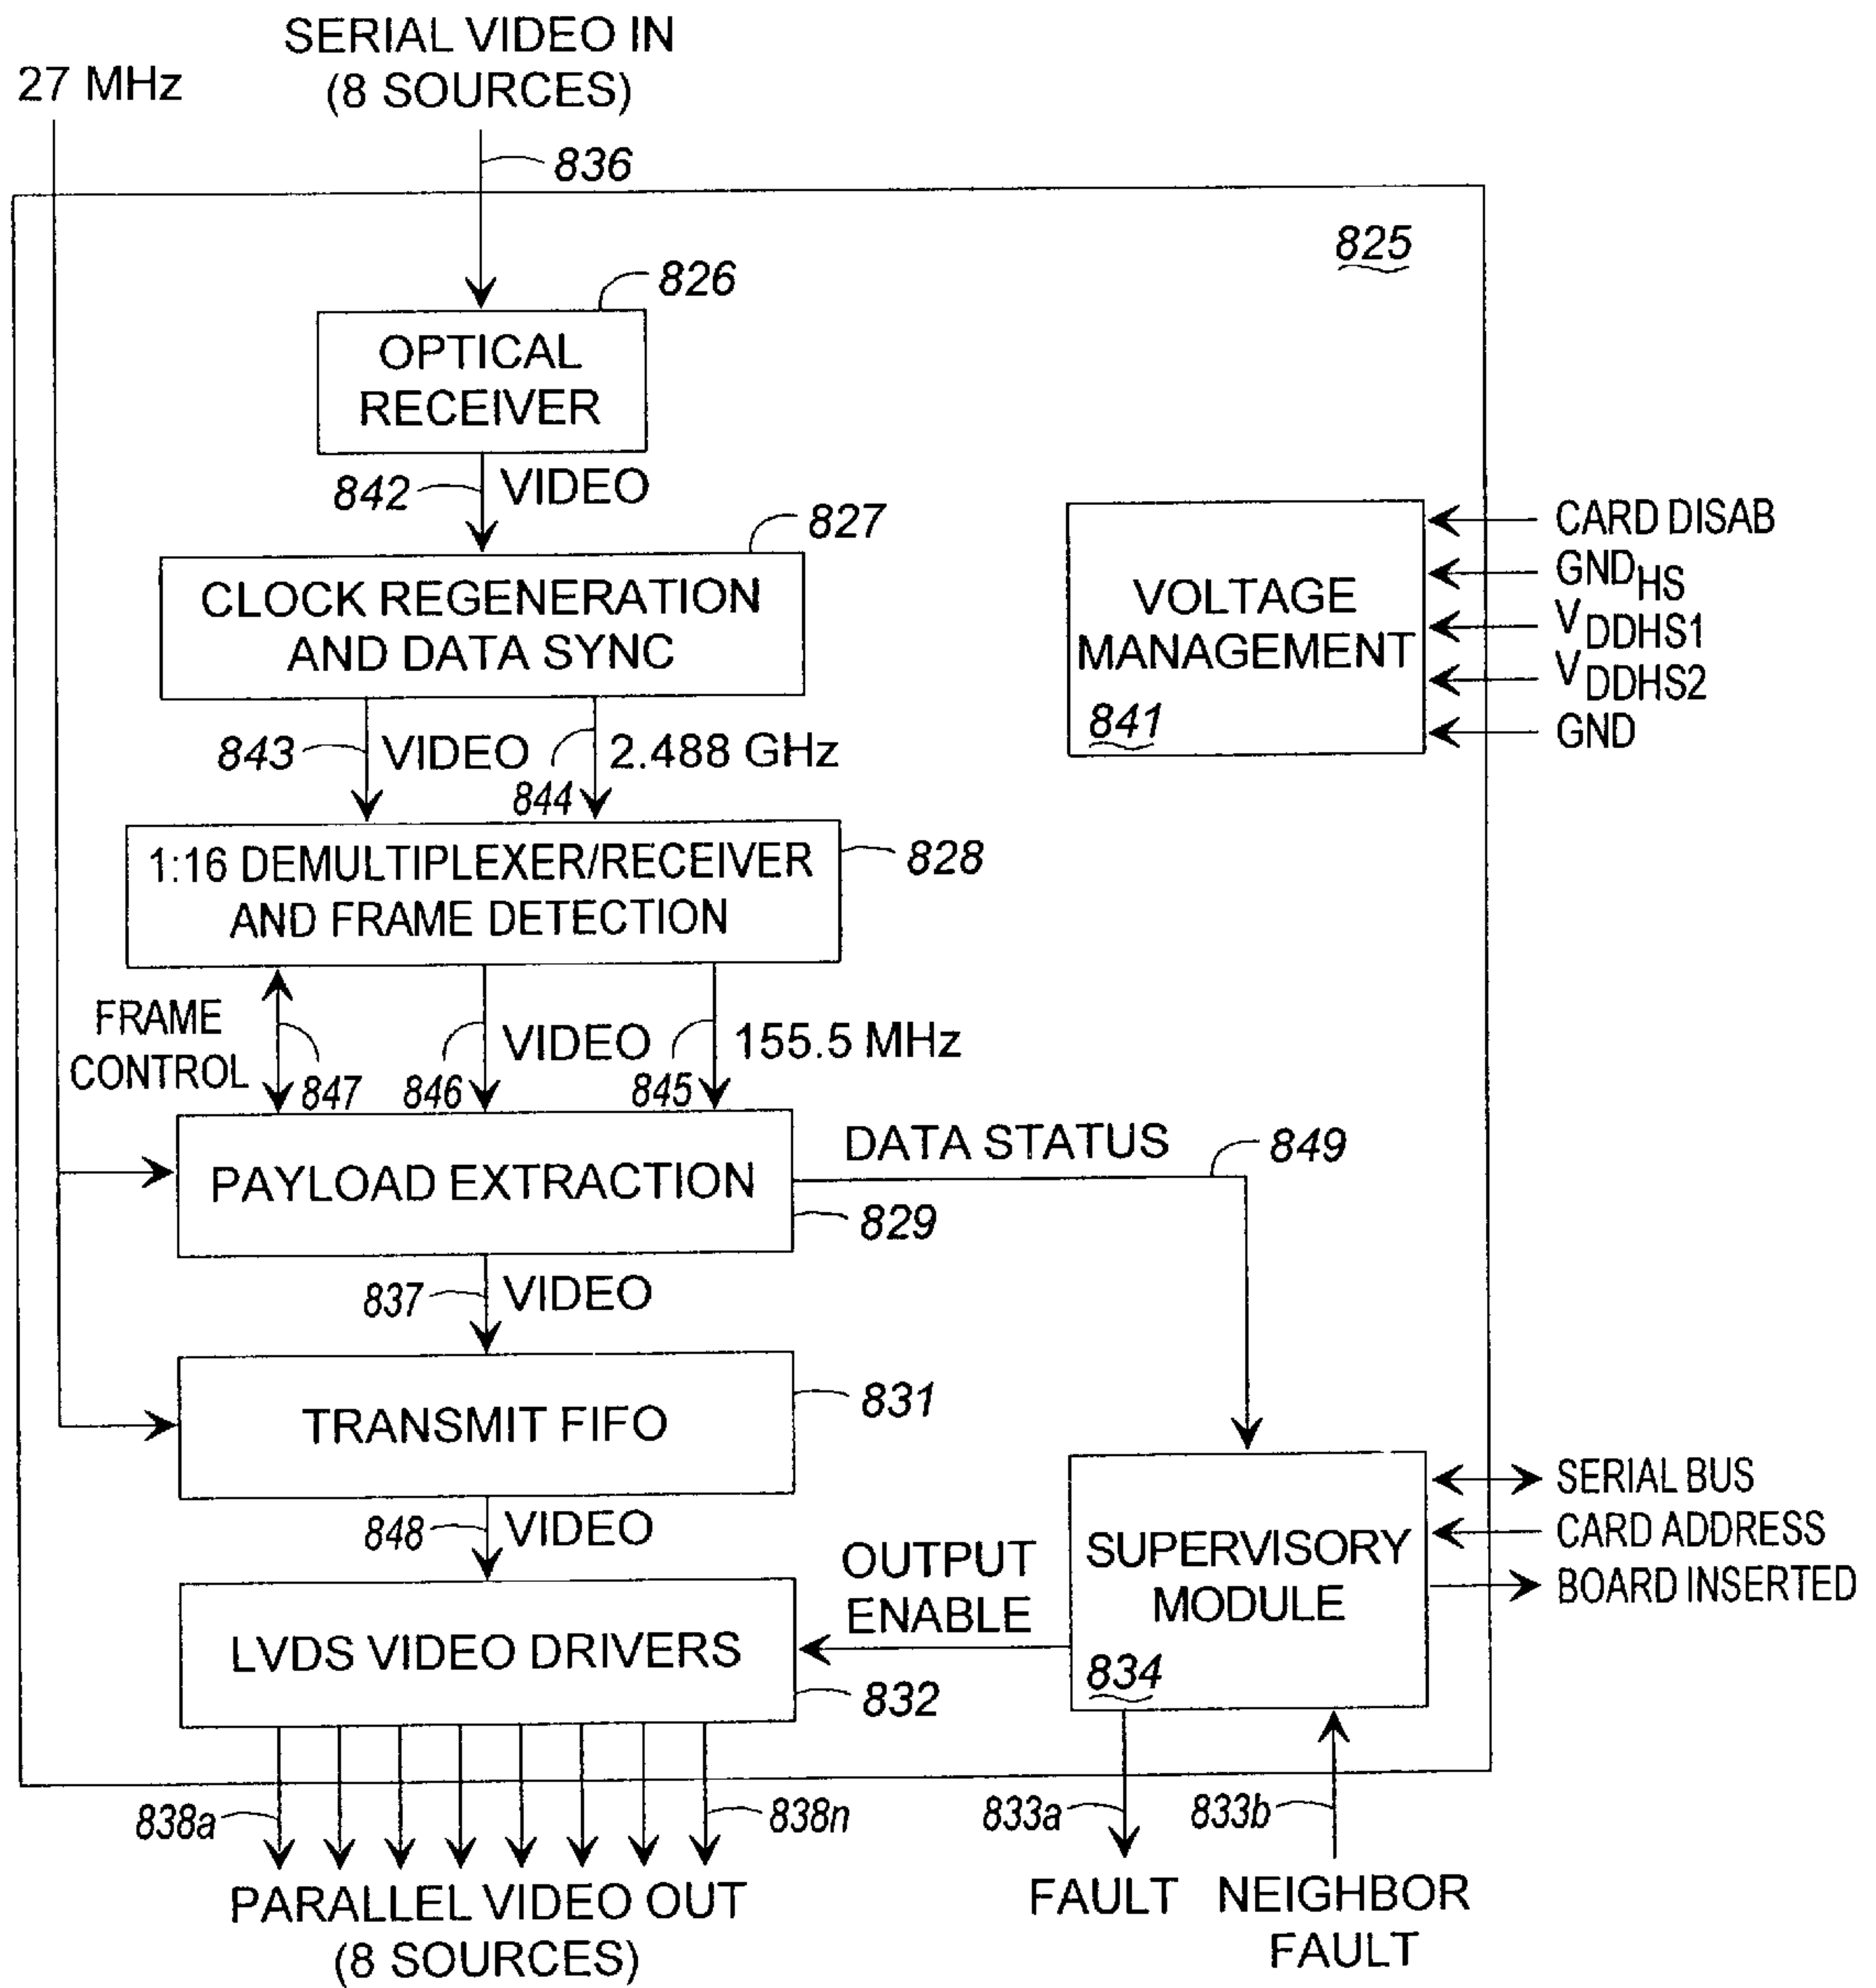 SERIAL VIDEO IN
(8 SOURCES)
27 MHz
836
825
826
OPTICAL
RECEIVER
842
VIDEO
827
CLOCK REGENERATION
AND DATA SYNC
CARD DISAB
GNDHS
VDDHS1
VDDHS2
GND
VOLTAGE
MANAGEMENT
841
843
VIDEO
844
2.488 GHz
1:16 DEMULTIPLEXER/RECEIVER
AND FRAME DETECTION
828
FRAME
CONTROL
847
846
VIDEO
845
155.5 MHz
PAYLOAD EXTRACTION
829
DATA STATUS
849
837
VIDEO
TRANSMIT FIFO
831
848
VIDEO
LVDS VIDEO DRIVERS
832
OUTPUT
ENABLE
SUPERVISORY
MODULE
834
SERIAL BUS
CARD ADDRESS
BOARD INSERTED
838a
838n
833a
833b
PARALLEL VIDEO OUT
(8 SOURCES)
FAULT
NEIGHBOR
FAULT